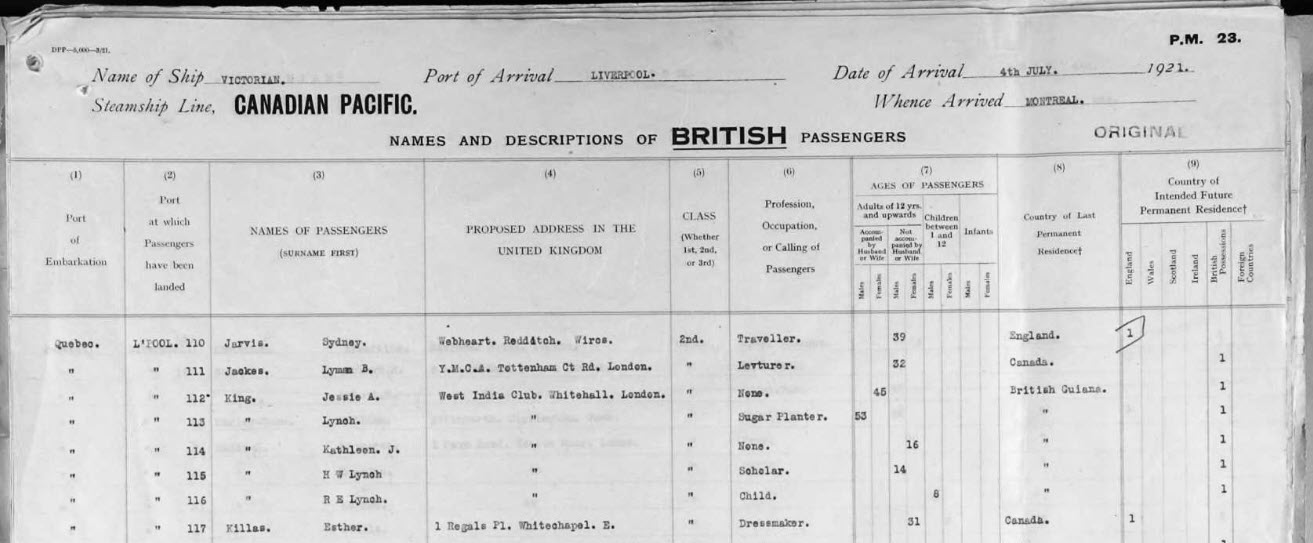 DPP—5,000—3/21.
P.M. 23.
Name of Ship VICTORIAN. Port of Arrival LIVERPOOL. Date of Arrival 4th JULY. 1921.
Steamship Line, CANADIAN PACIFIC. Whence Arrived MONTREAL.
NAMES AND DESCRIPTIONS OF BRITISH PASSENGERS ORIGINAL
(1) (2) (3) (4) (5) (6) (7) (8) (9)
Port of Embarkation
Port at which Passengers have been landed
NAMES OF PASSENGERS (SURNAME FIRST)
PROPOSED ADDRESS IN THE UNITED KINGDOM
CLASS (Whether 1st, 2nd, or 3rd)
Profession, Occupation, or Calling of Passengers
AGES OF PASSENGERS
Adults of 12 yrs. and upwards
Accompanied by Husband or Wife
Not accompanied by Husband or Wife
Children between 1 and 12
Infants
Males Females Males Females Males Females Males Females
Country of Last Permanent Residence†
Country of Intended Future Permanent Residence†
England Wales Scotland Ireland British Possessions Foreign Countries
Quebec. L'POOL. 110 Jarvis. Sydney. Webheart. Redditch. Wiros. 2nd. Traveller. 39 England. 1
" " 111 Jackes. Lyman B. Y.M.C.A. Tottenham Ct Rd. London. " Levturer. 32 Canada. 1
" " 112 King. Jessie A. West India Club. Whitehall. London. " None. 45 British Guiana. 1
" " 113 " Lynch. " " Sugar Planter. 53 " 1
" " 114 " Kathleen. J. " " None. 16 " 1
" " 115 " H W Lynch " " Scholar. 14 " 1
" " 116 " R E Lynch. " " Child. 8 " 1
" " 117 Killas. Esther. 1 Regals Pl. Whitechapel. E. " Dressmaker. 31 Canada. 1